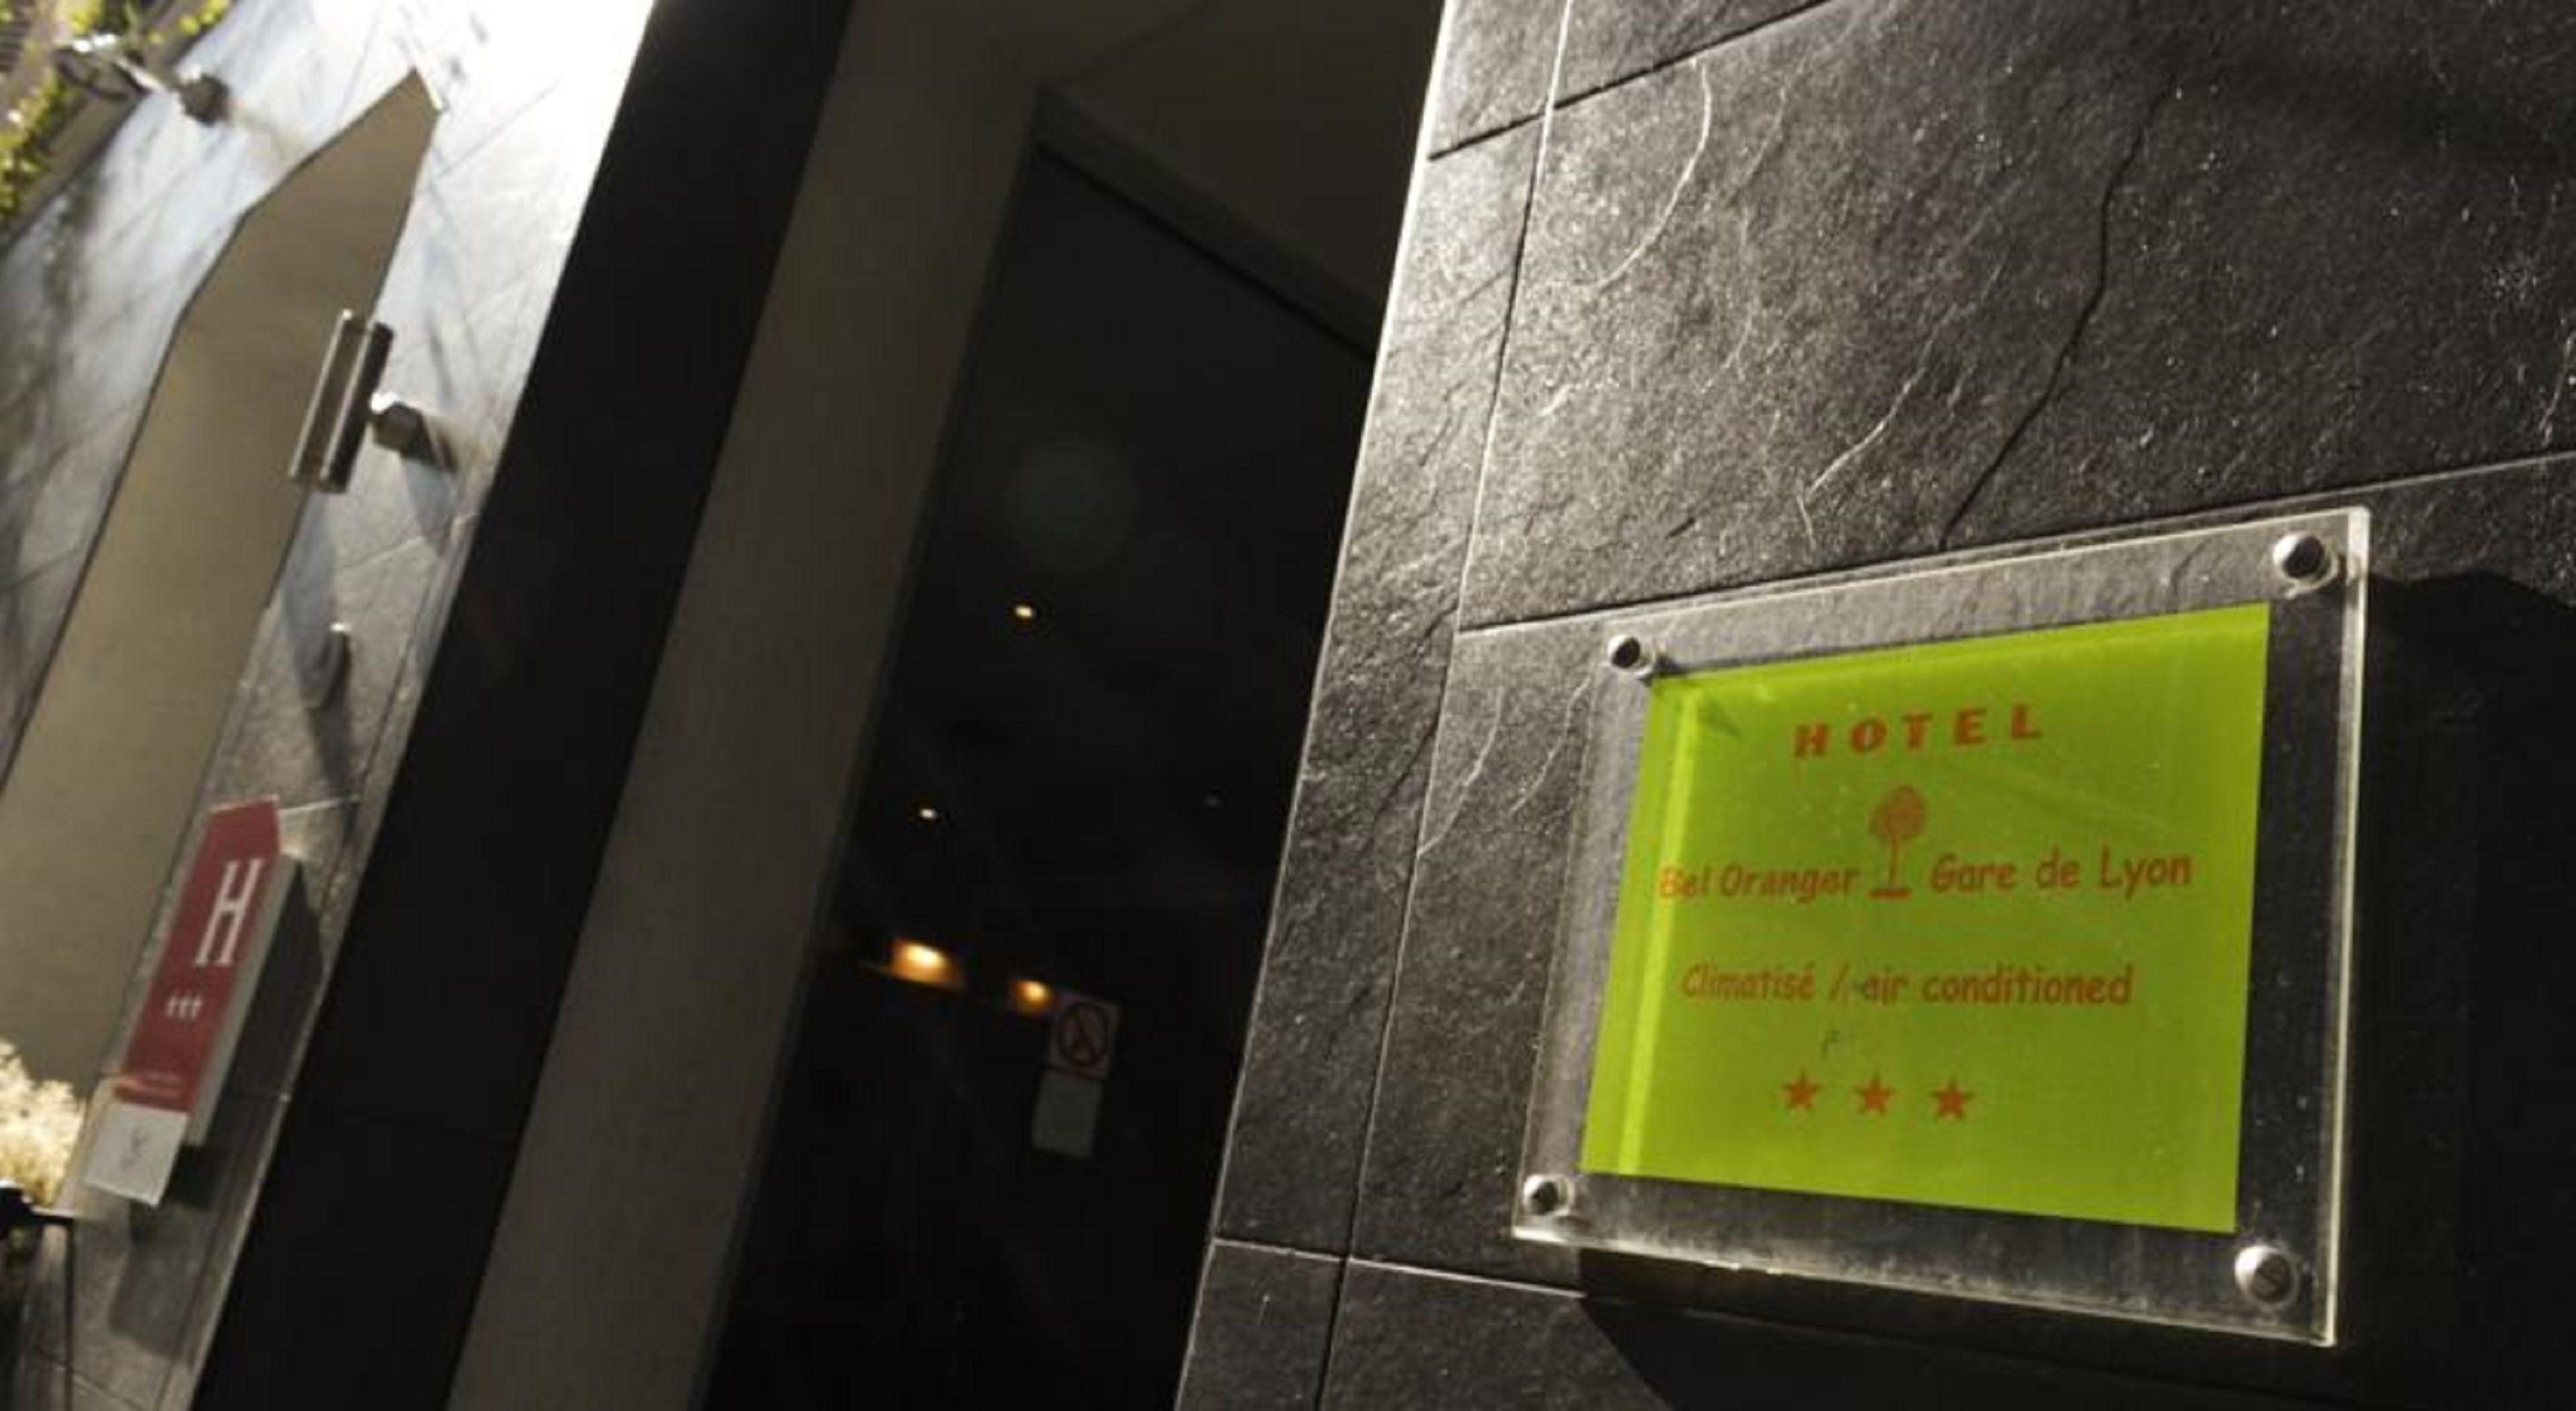 H
HOTEL
Bel Oranger Gare de Lyon
Climatisé / air conditioned